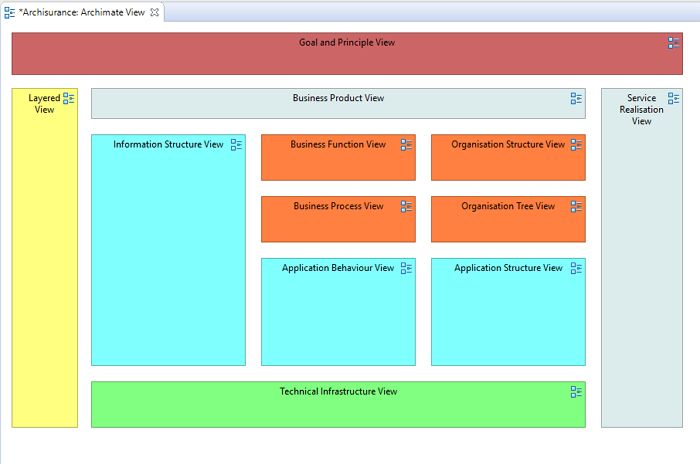 *Archisurance: Archimate View
Goal and Principle View
Layered
View
Business Product View
Service
Realisation
View
Information Structure View
Business Function View
Organisation Structure View
Business Process View
Organisation Tree View
Application Behaviour View
Application Structure View
Technical Infrastructure View